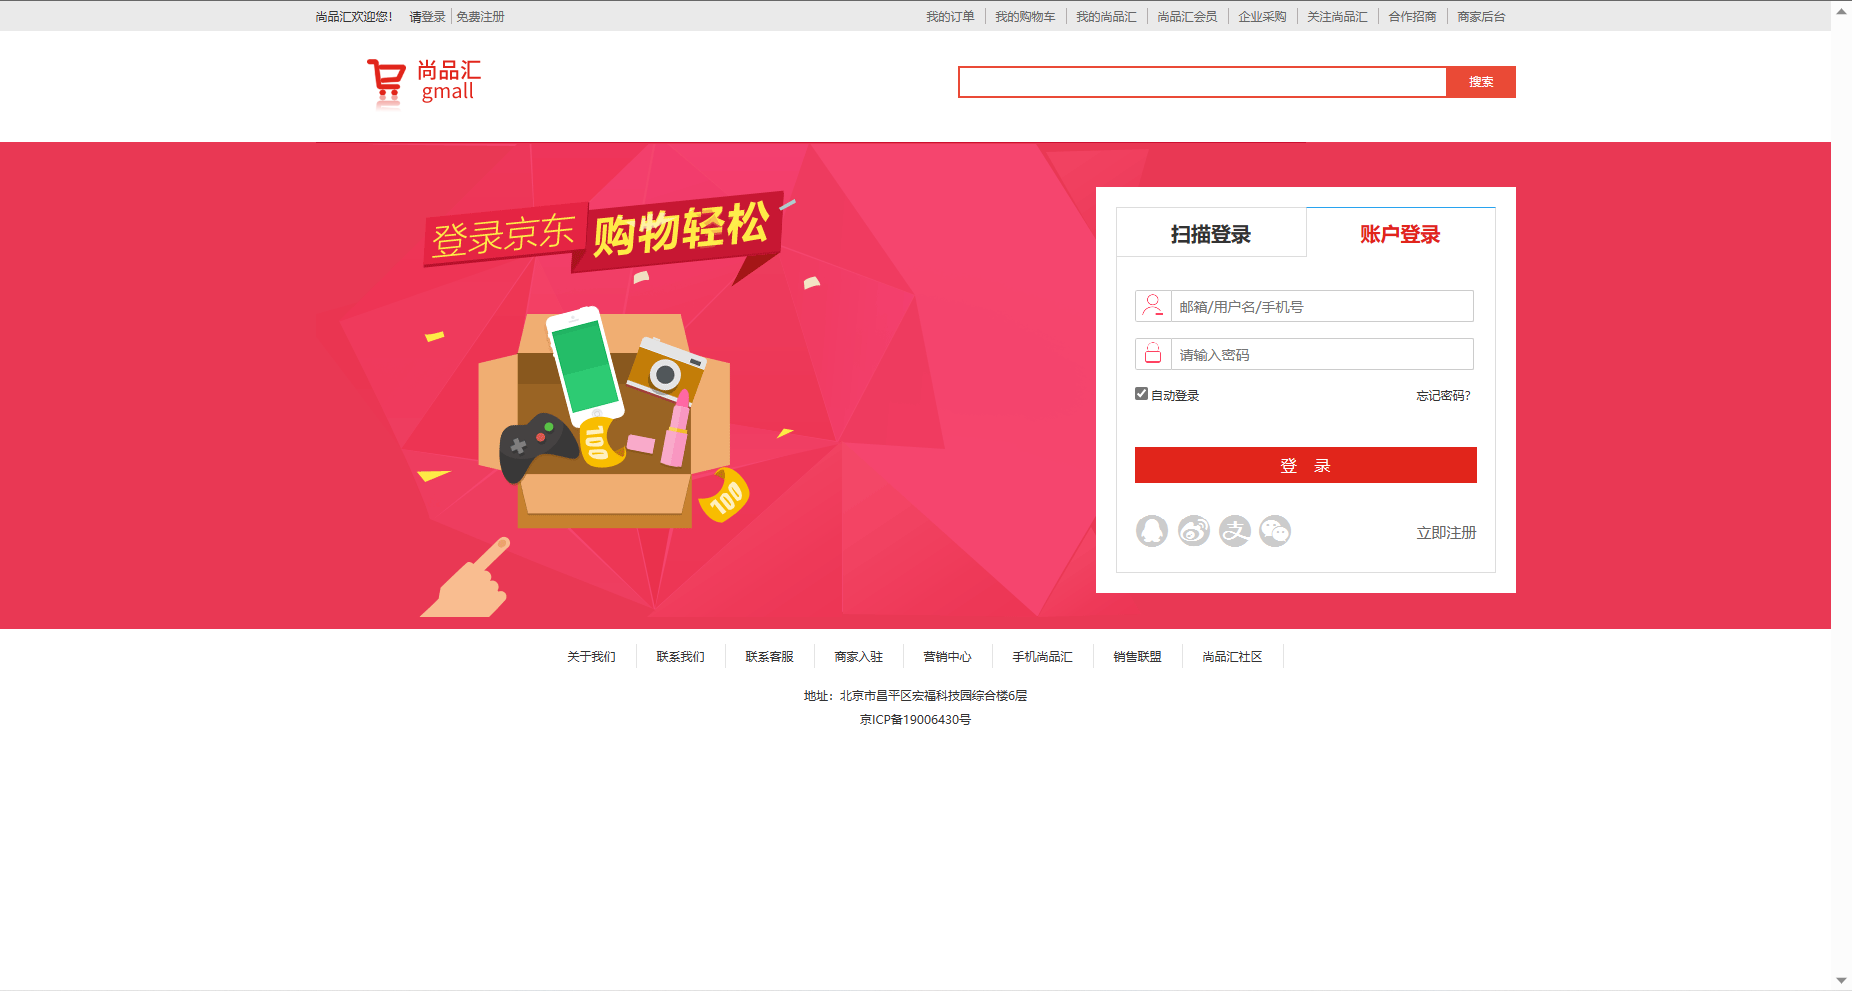 尚品汇欢迎您! 请登录 免费注册
我的订单 我的购物车 我的尚品汇 尚品汇会员 企业采购 关注尚品汇 合作招商 商家后台
尚品汇
gmall
搜索
登录京东 购物轻松
100
100
扫描登录 账户登录
邮箱/用户名/手机号
请输入密码
自动登录 忘记密码?
登 录
支 立即注册
关于我们 联系我们 联系客服 商家入驻 营销中心 手机尚品汇 销售联盟 尚品汇社区
地址：北京市昌平区宏福科技园综合楼6层
京ICP备19006430号